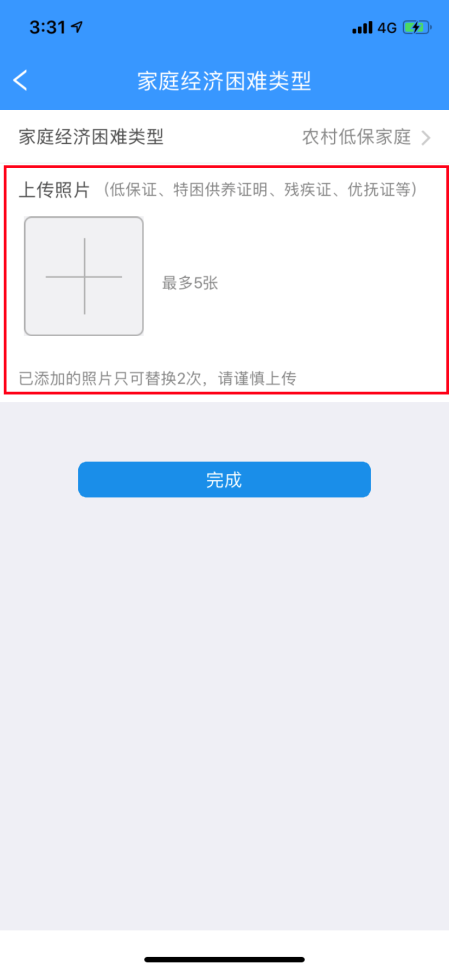 3:31 4G
家庭经济困难类型
家庭经济困难类型 农村低保家庭
上传照片（低保证、特困供养证明、残疾证、优抚证等）
最多5张
已添加的照片只可替换2次，请谨慎上传
完成